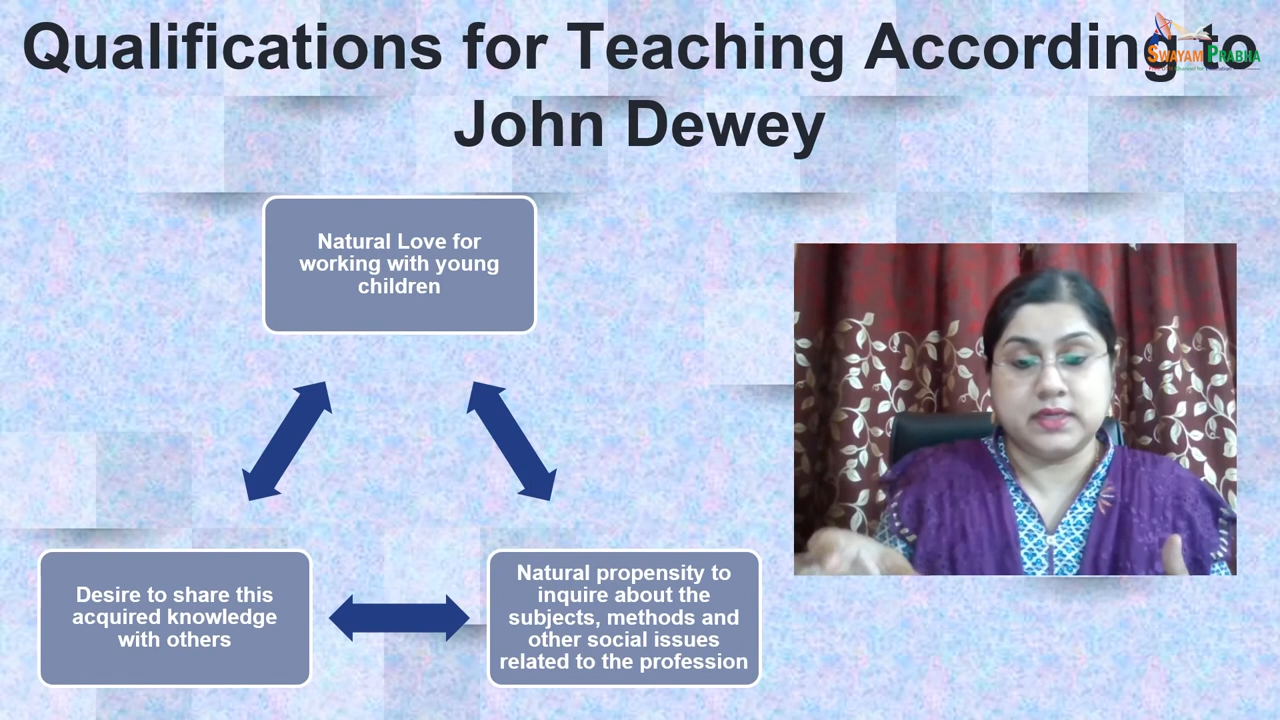 Qualifications for Teaching According to
John Dewey
SWAYAM PRABHA
Natural Love for
working with young
children
Desire to share this
acquired knowledge
with others
Natural propensity to
inquire about the
subjects, methods and
other social issues
related to the profession